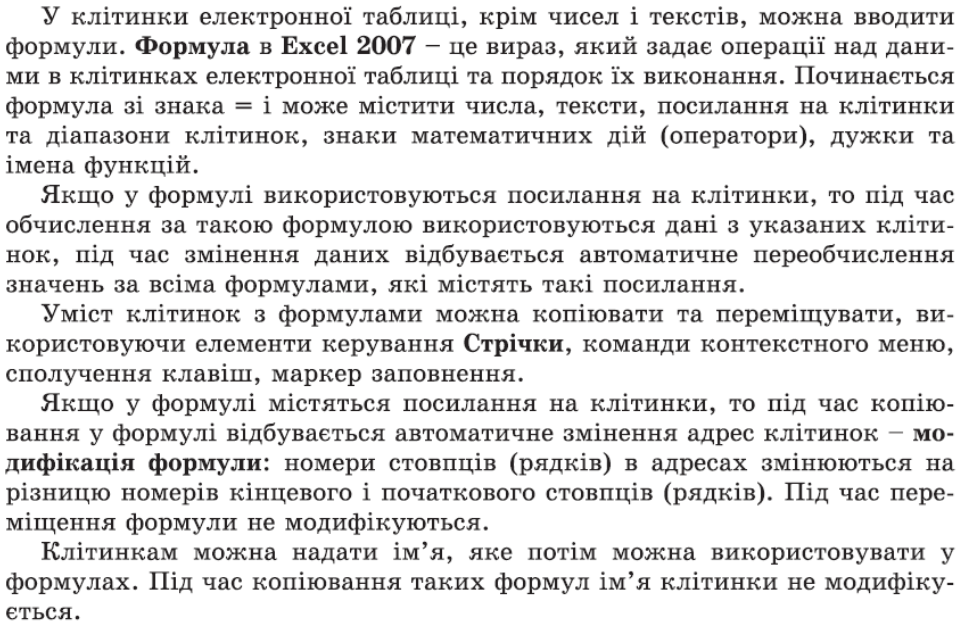 У клітинки електронної таблиці, крім чисел і текстів, можна вводити
формули. Формула в Excel 2007 – це вираз, який задає операції над дани-
ми в клітинках електронної таблиці та порядок їх виконання. Починається
формула зі знака = і може містити числа, тексти, посилання на клітинки
та діапазони клітинок, знаки математичних дій (оператори), дужки та
імена функцій.
Якщо у формулі використовуються посилання на клітинки, то під час
обчислення за такою формулою використовуються дані з указаних кліти-
нок, під час змінення даних відбувається автоматичне переобчислення
значень за всіма формулами, які містять такі посилання.
Уміст клітинок з формулами можна копіювати та переміщувати, ви-
користовуючи елементи керування Стрічки, команди контекстного меню,
сполучення клавіш, маркер заповнення.
Якщо у формулі містяться посилання на клітинки, то під час копію-
вання у формулі відбувається автоматичне змінення адрес клітинок – мо-
дифікація формули: номери стовпців (рядків) в адресах змінюються на
різницю номерів кінцевого і початкового стовпців (рядків). Під час пере-
міщення формули не модифікуються.
Клітинкам можна надати ім’я, яке потім можна використовувати у
формулах. Під час копіювання таких формул ім’я клітинки не модифіку-
ється.